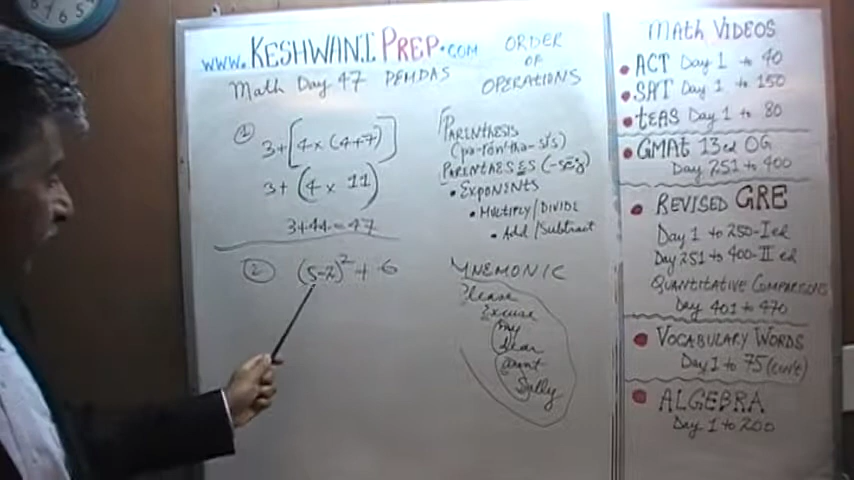 www.KESHWANIPREP.COM
Math Day 47 PEMDAS
ORDER
OF
OPERATIONS
① 3+[4 x (4+7)]
3+ (4 x 11)
3+44=47
② (5-2)² + 6
PARENTHESIS
(pa-ren'tha-sis)
PARENTHESES (-sēz)
• EXPONENTS
• MULTIPLY/DIVIDE
• Add/Subtract
MNEMONIC
Please
Excuse
My
dear
aunt
Sally
Math VIDEOS
• ACT Day 1 to 40
• SAT Day 1 to 150
• tEAS Day 1 to 80
• GMAt 13 ed OG
Day 251 to 400
• REVISED GRE
Day 1 to 250-I ed
Day 251 to 400-II ed
QUANTITATIVE COMPARISONS
Day 401 to 470
• VOCABULARY WORDS
Day 1 to 75
• ALGEBRA
Day 1 to 200